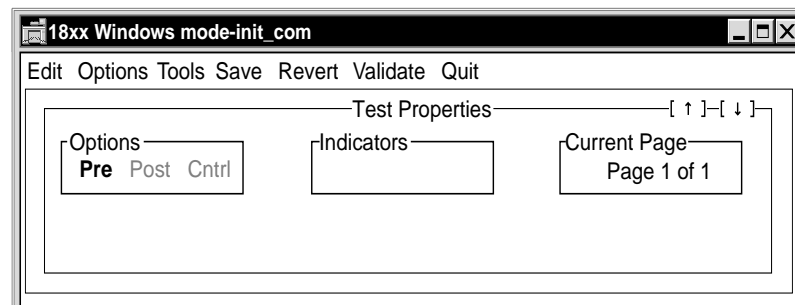 18xx Windows mode-init_com
Edit Options Tools Save Revert Validate Quit
Test Properties [ ↑ ] [ ↓ ]
Options Indicators Current Page
Pre Post Cntrl Page 1 of 1